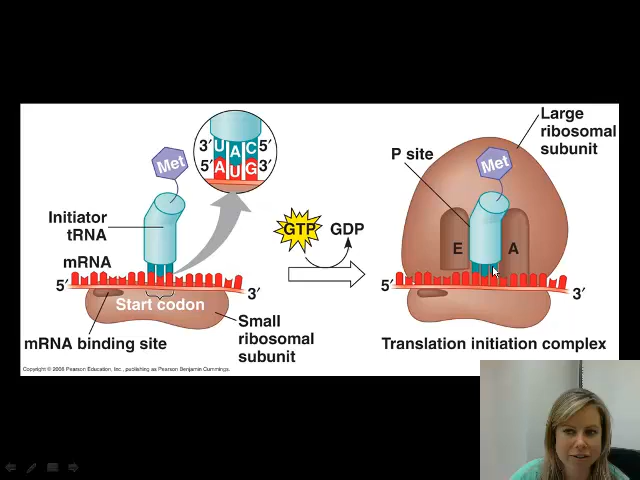 Met
3′ U A C 5′
5′ A U G 3′
Initiator
tRNA
mRNA
5′
3′
Start codon
mRNA binding site
Small
ribosomal
subunit
GTP
GDP
Large
ribosomal
subunit
P site
Met
E
A
5′
3′
Translation initiation complex
Copyright © 2008 Pearson Education, Inc., publishing as Pearson Benjamin Cummings.